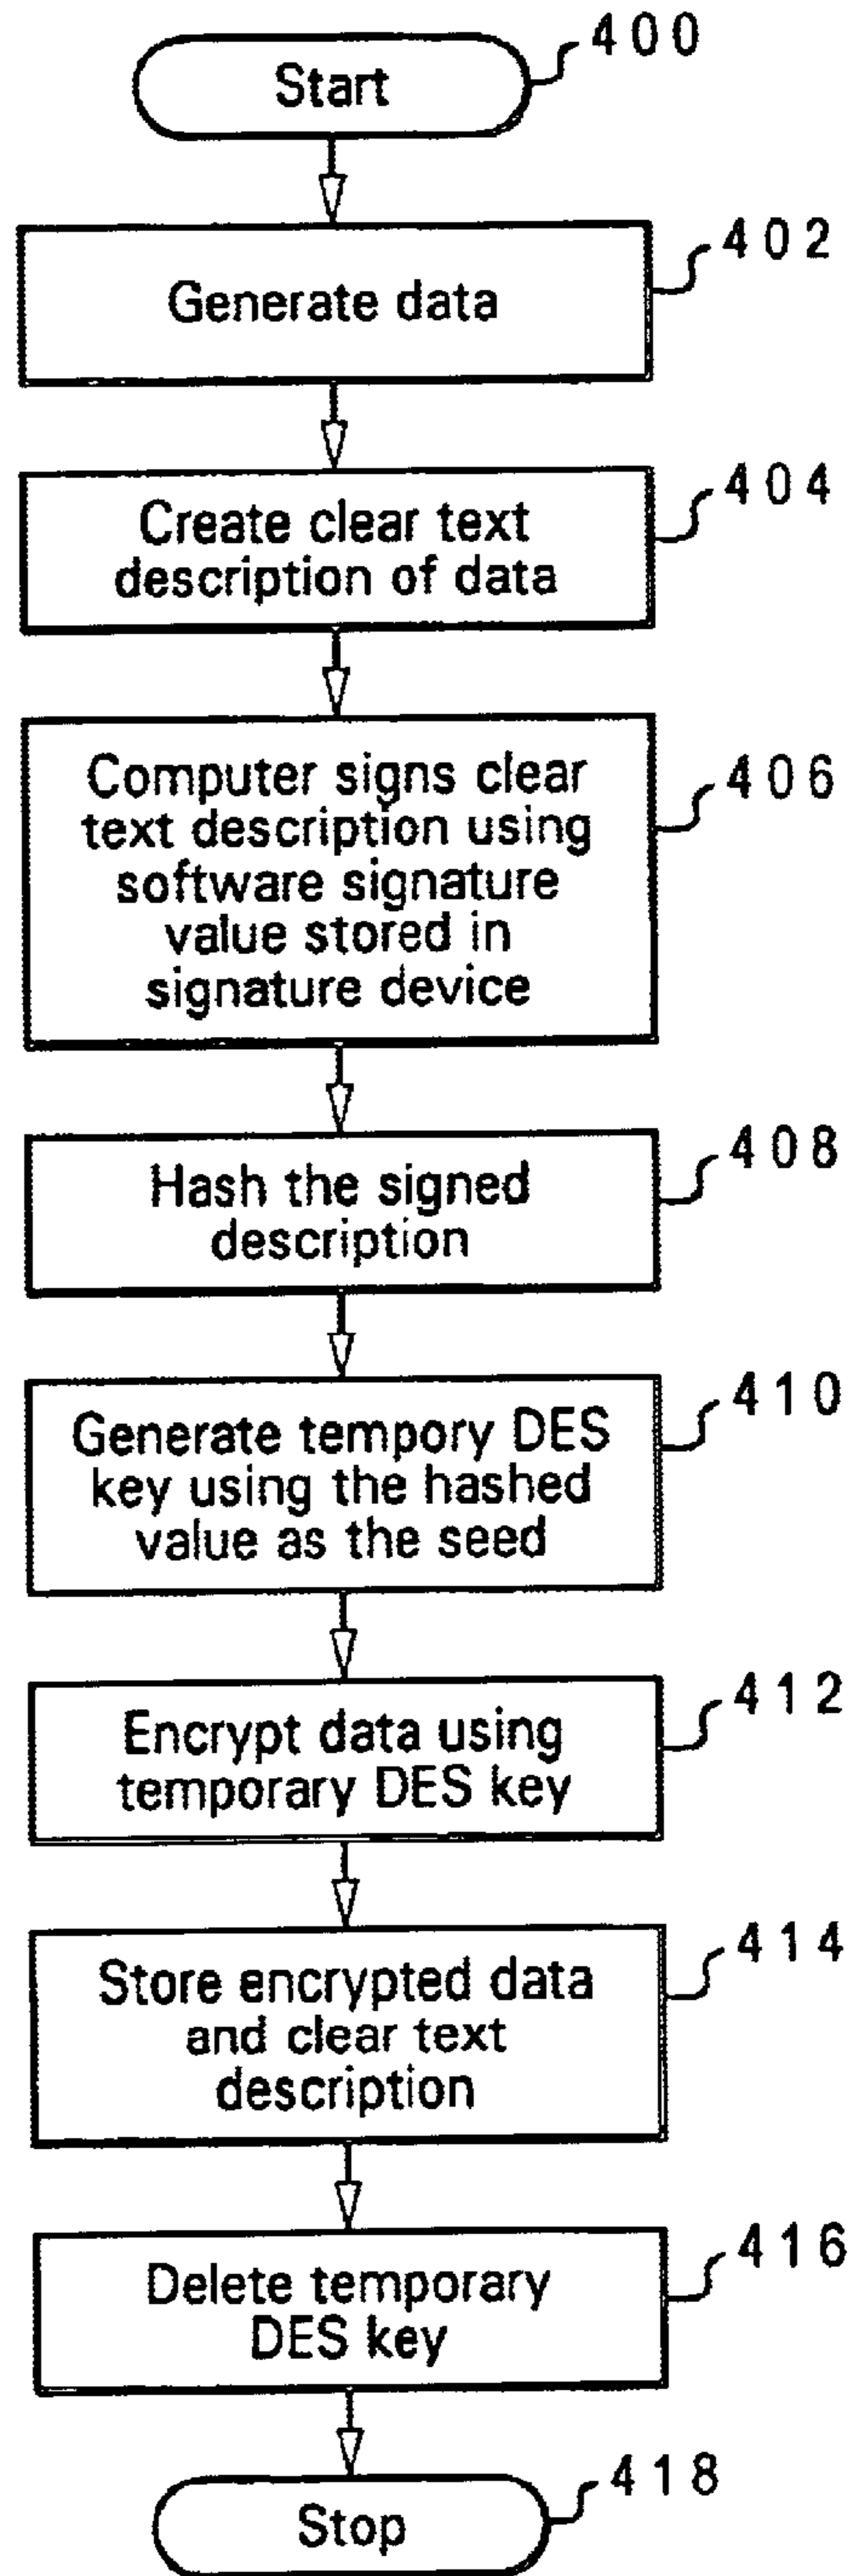 Start
400
Generate data
402
Create clear text
description of data
404
Computer signs clear
text description using
software signature
value stored in
signature device
406
Hash the signed
description
408
Generate tempory DES
key using the hashed
value as the seed
410
Encrypt data using
temporary DES key
412
Store encrypted data
and clear text
description
414
Delete temporary
DES key
416
Stop
418